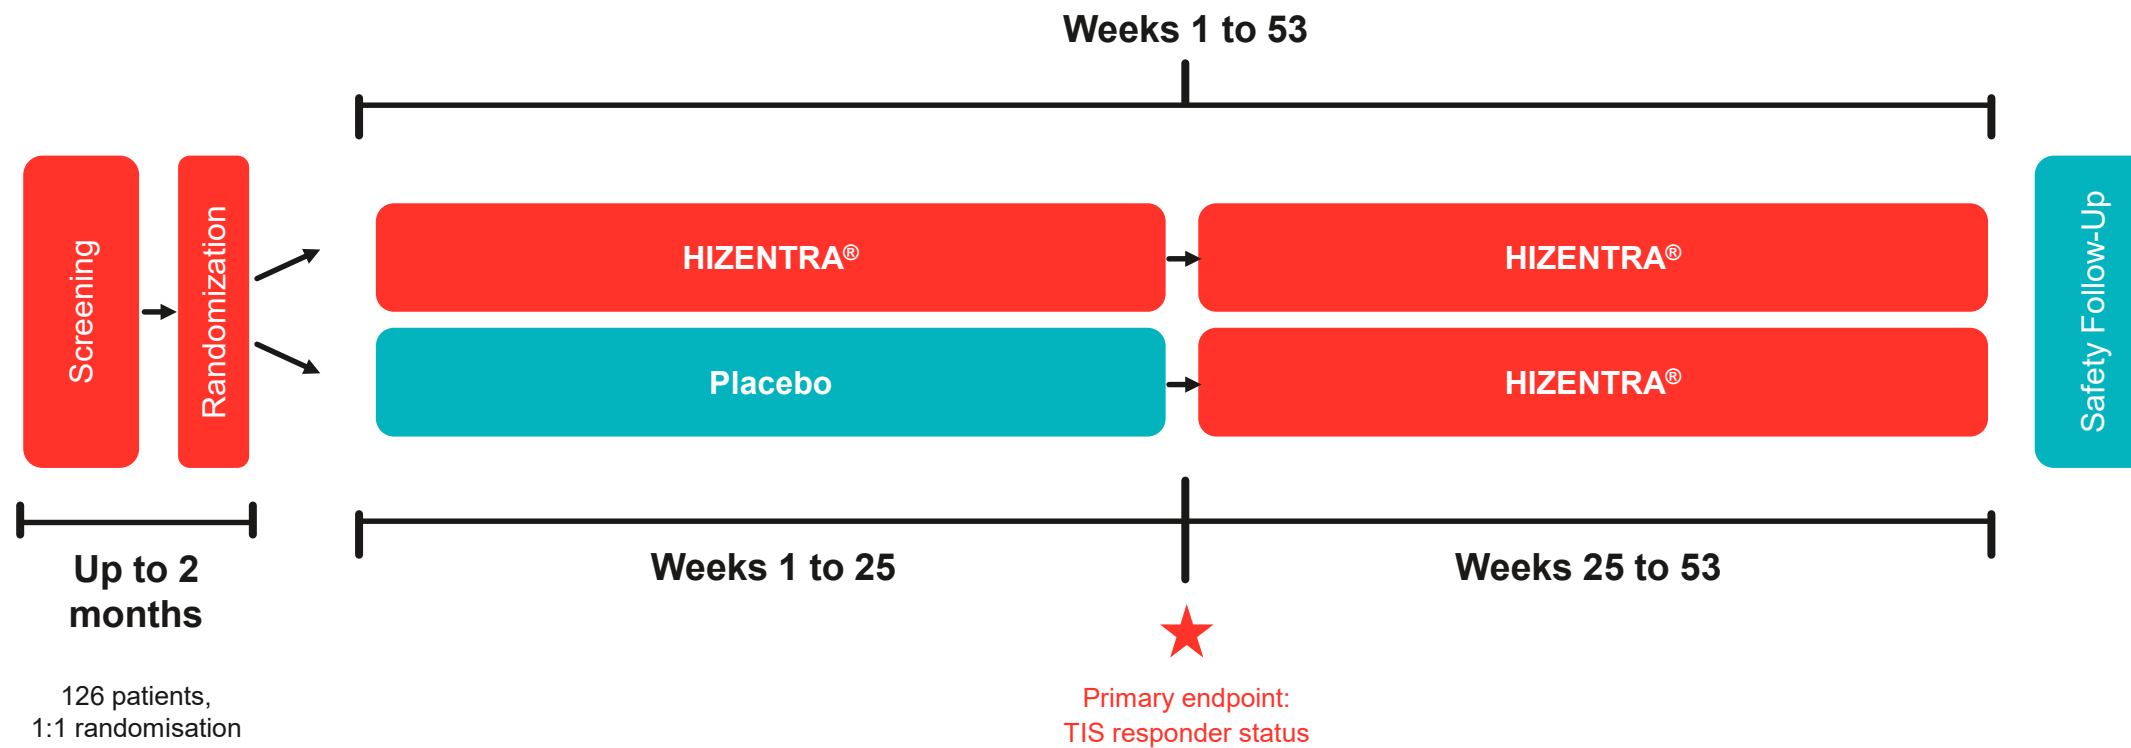 Weeks 1 to 53
Screening
Randomization
HIZENTRA®
HIZENTRA®
Placebo
HIZENTRA®
Safety Follow-Up
Up to 2
months
Weeks 1 to 25
Weeks 25 to 53
126 patients,
1:1 randomisation
Primary endpoint:
TIS responder status